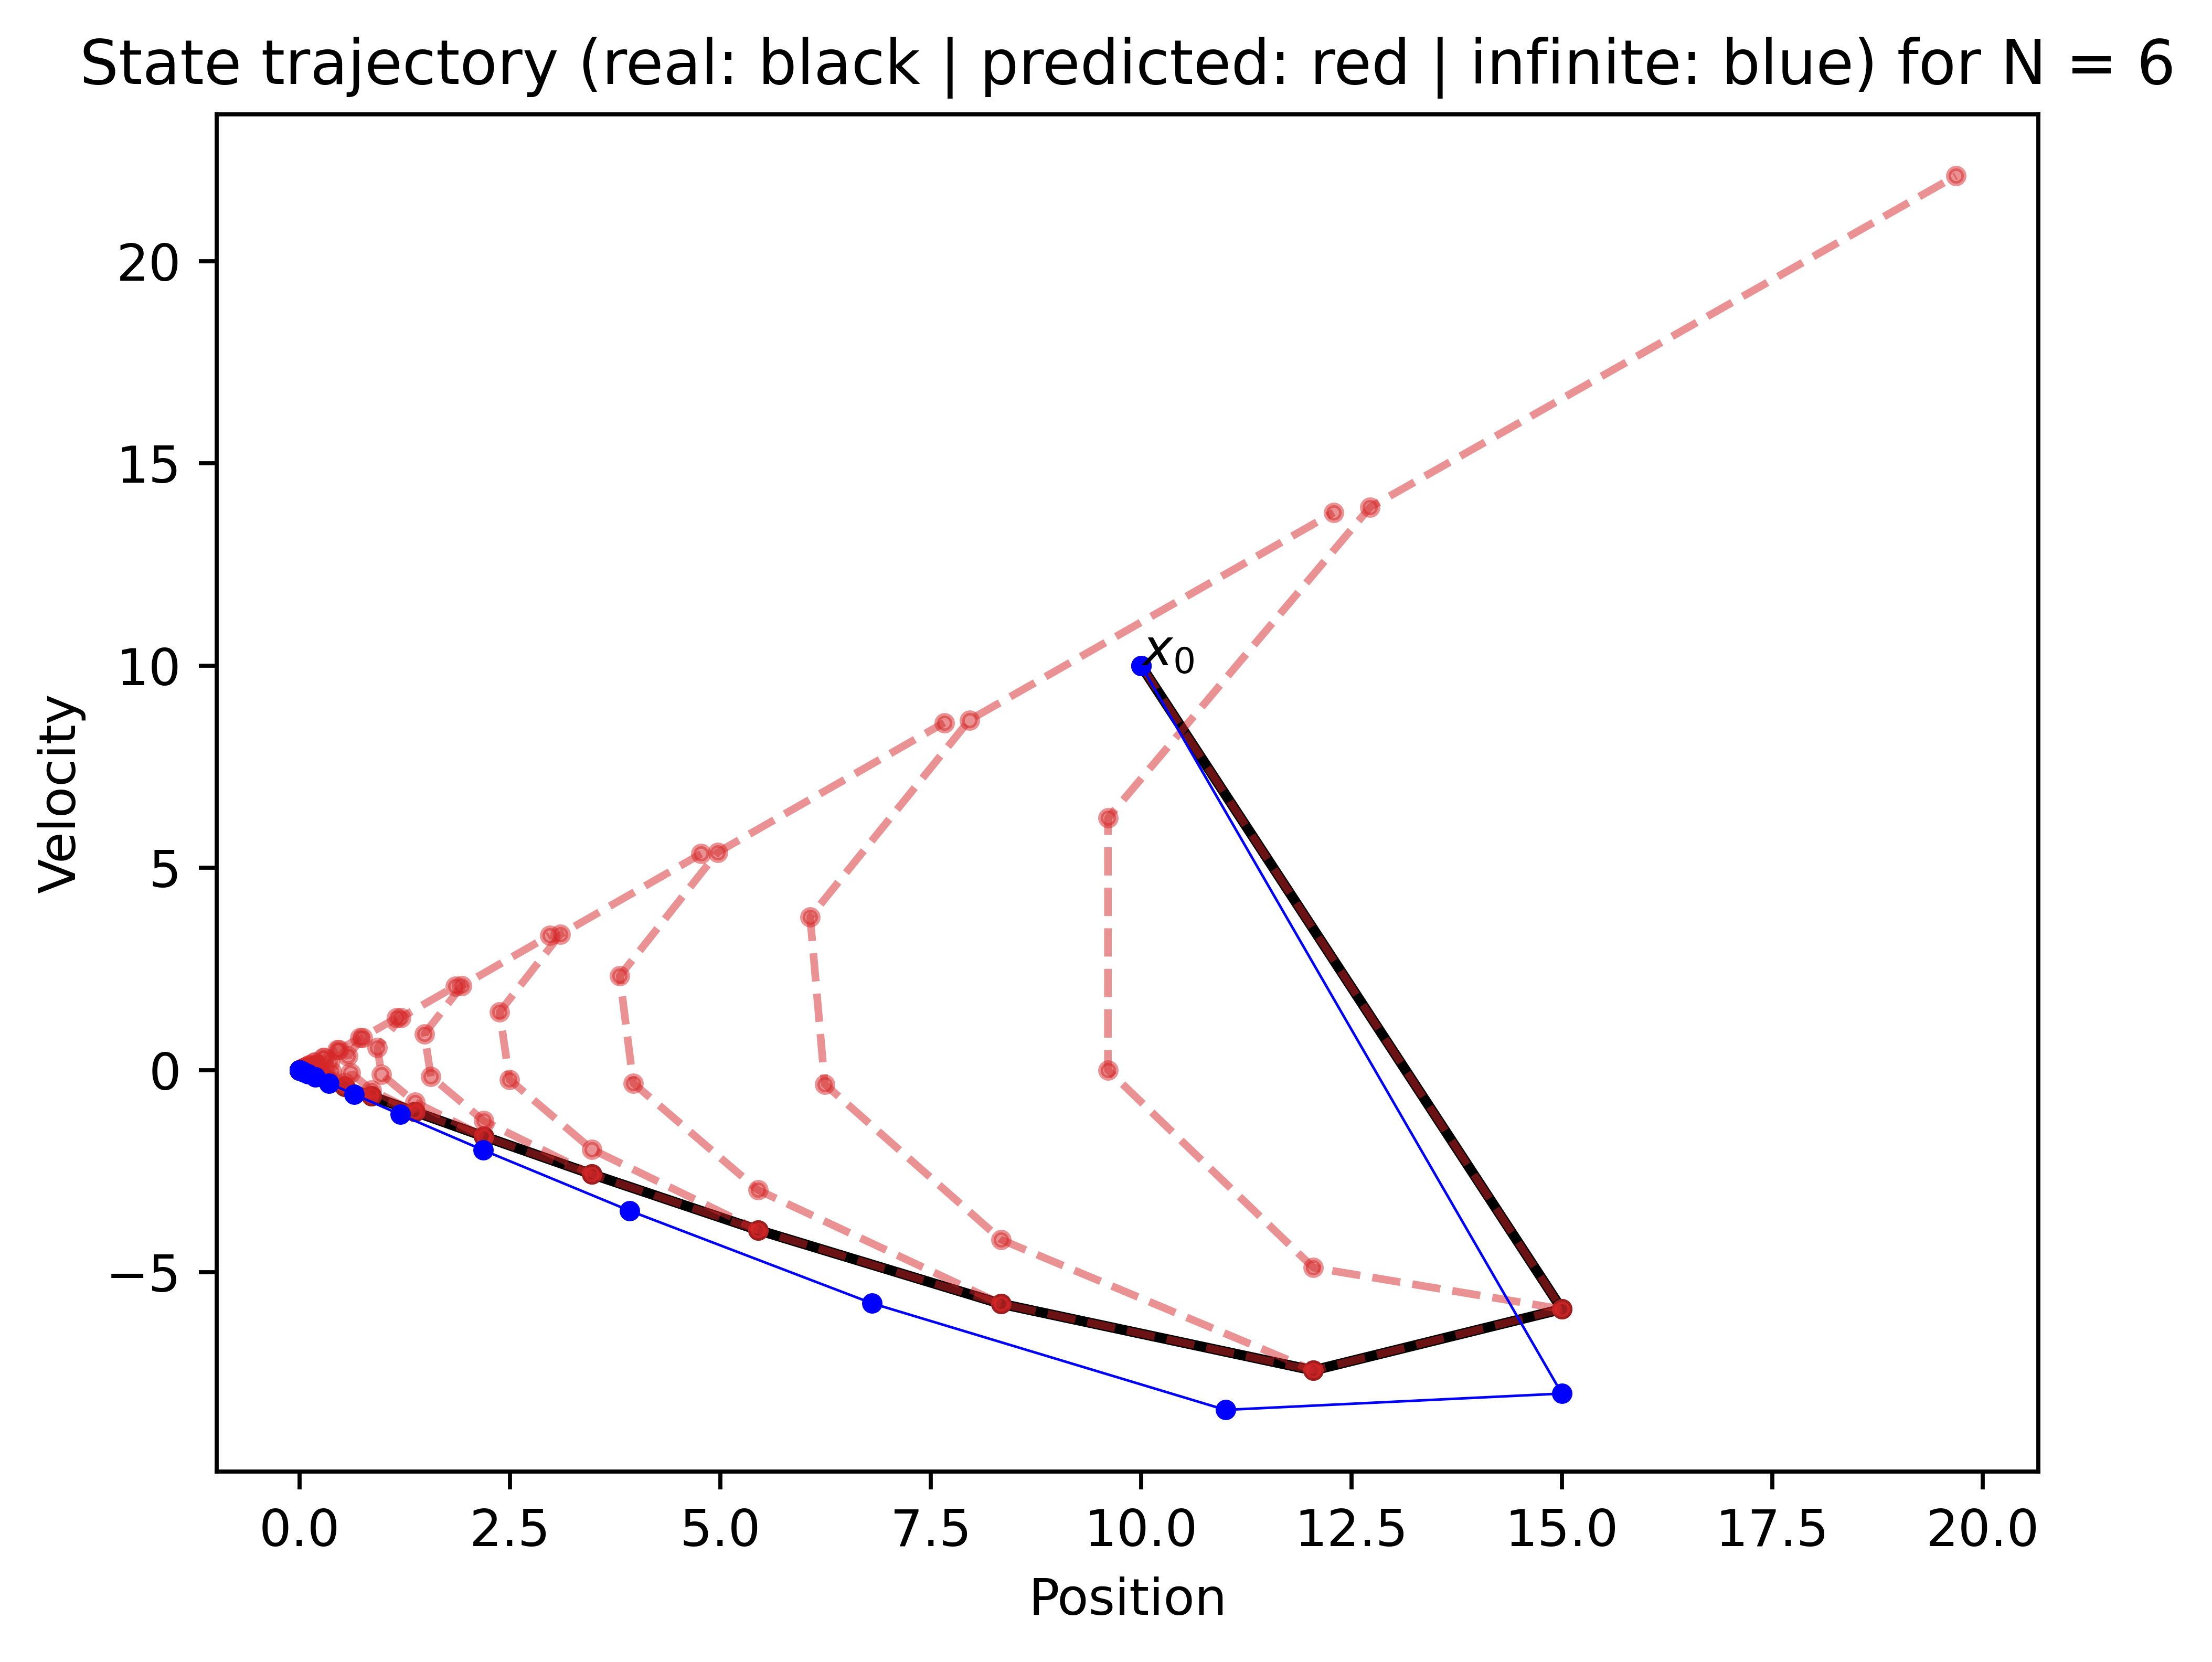 State trajectory (real: black | predicted: red | infinite: blue) for N = 6
20
15
10
5
0
−5
Velocity
x₀
0.0 2.5 5.0 7.5 10.0 12.5 15.0 17.5 20.0
Position